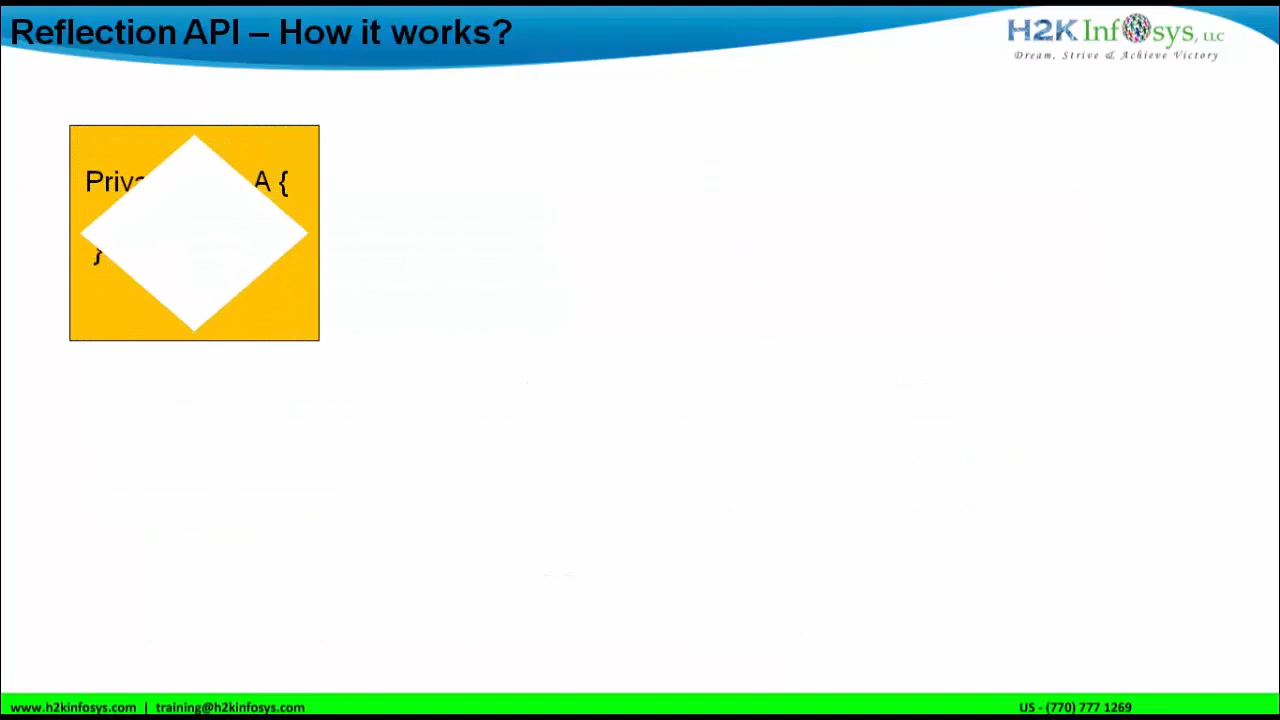 Reflection API – How it works?
H2K Infosys, LLC
Dream, Strive & Achieve Victory
A {
}
www.h2kinfosys.com | training@h2kinfosys.com
US - (770) 777 1269